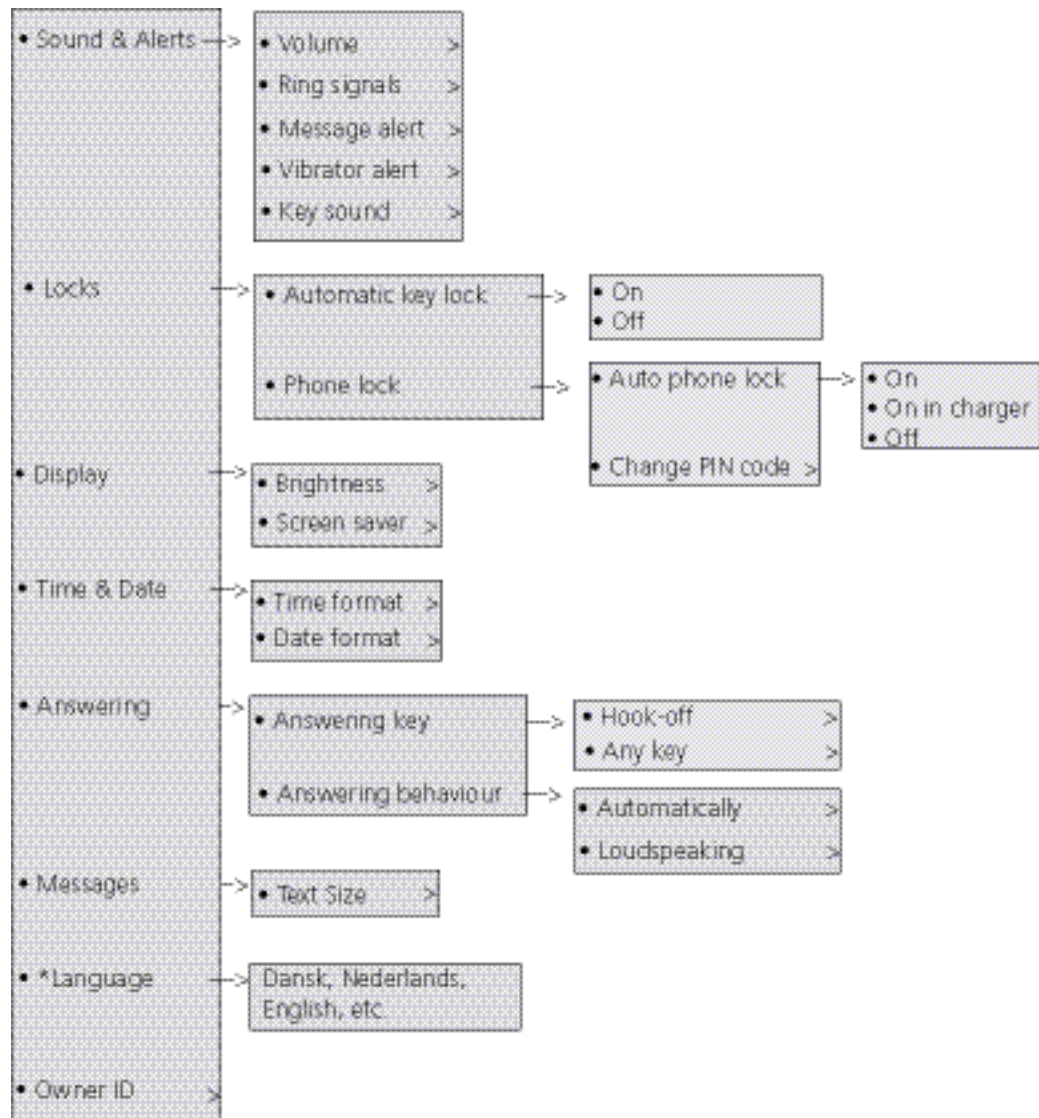 • Sound & Alerts
• Volume >
• Ring signals >
• Message alert >
• Vibrator alert >
• Key sound >
• Locks
• Automatic key lock
• On
• Off
• Phone lock
• Auto phone lock
• On
• On in charger
• Off
• Change PIN code >
• Display
• Brightness >
• Screen saver >
• Time & Date
• Time format >
• Date format >
• Answering
• Answering key
• Hook-off >
• Any key >
• Answering behaviour
• Automatically >
• Loudspeaking >
• Messages
• Text Size >
• *Language
Dansk, Nederlands,
English, etc.
• Owner ID >